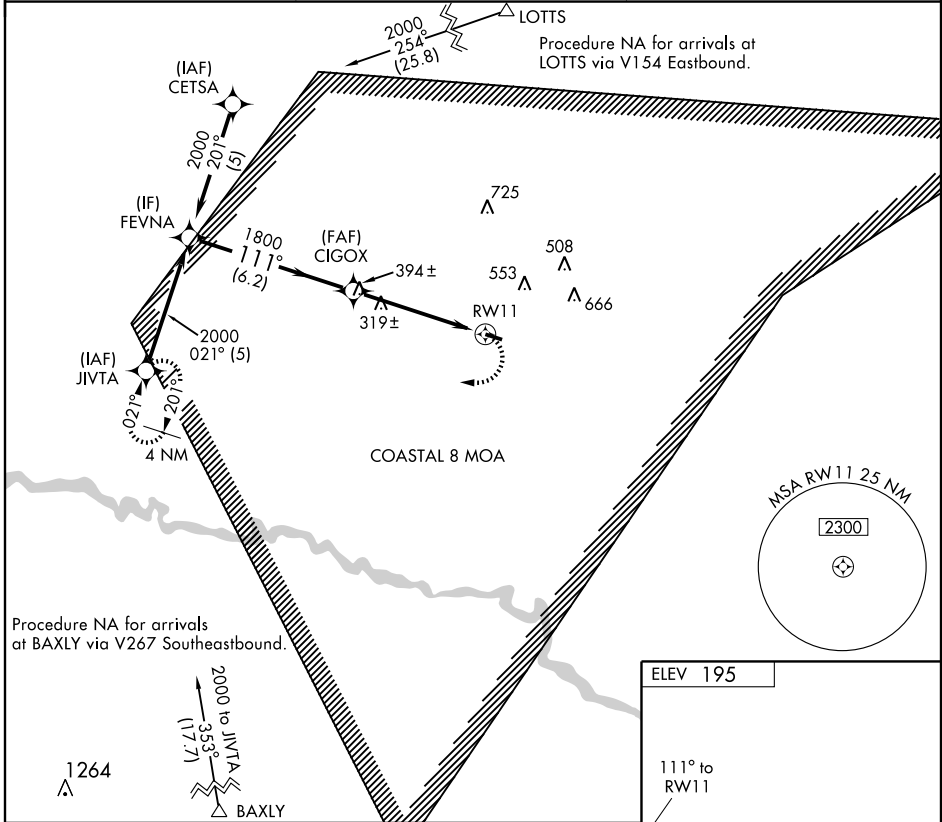 LOTTS
2000
254°
(25.8)
Procedure NA for arrivals at
LOTTS via V154 Eastbound.
(IAF)
CETSA
2000
201°
(5)
(IF)
FEVNA
1800
111°
(6.2)
(FAF)
CIGOX
394 ±
319 ±
725
508
553
666
RW11
2000
021° (5)
(IAF)
JIVTA
021°
201°
4 NM
COASTAL 8 MOA
MSA RW11 25 NM
2300
Procedure NA for arrivals
at BAXLY via V267 Southeastbound.
2000 to JIVTA
353°
(17.7)
1264
BAXLY
ELEV 195
111° to
RW11